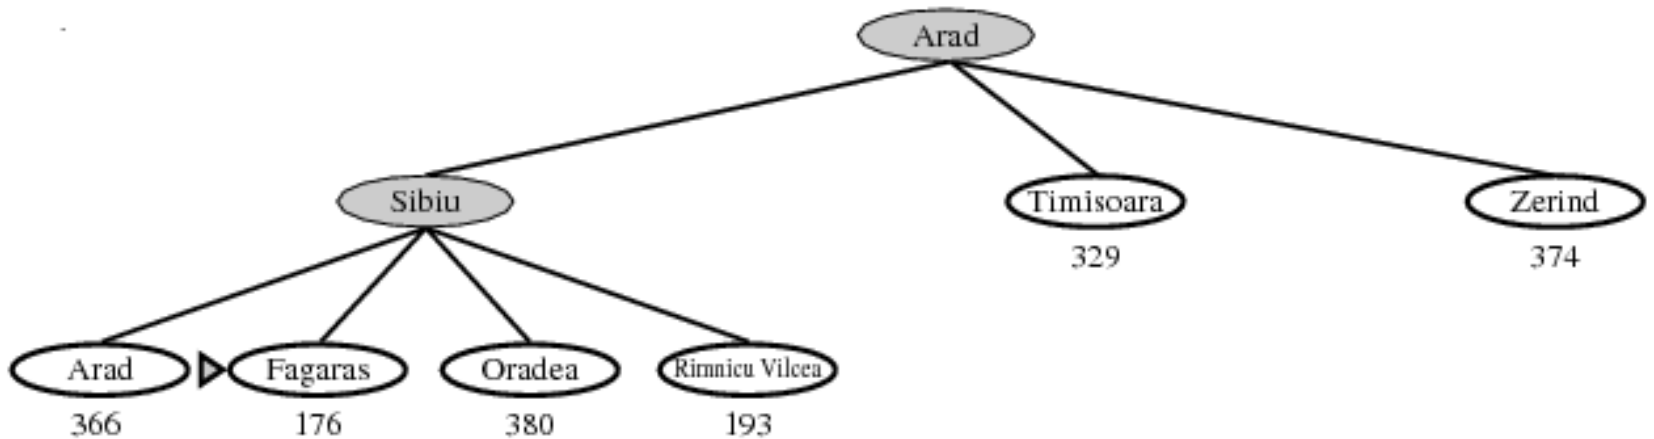 Arad
Sibiu Timisoara Zerind
329 374
Arad Fagaras Oradea Rimnicu Vilcea
366 176 380 193